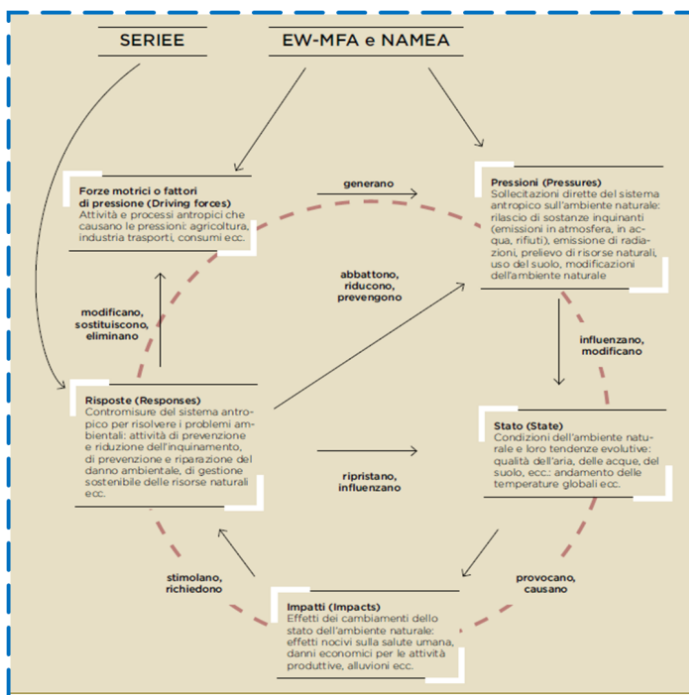 SERIEE
EW-MFA e NAMEA
Forze motrici o fattori
di pressione (Driving forces)
Attività e processi antropici che
causano le pressioni: agricoltura,
industria trasporti, consumi ecc.
generano
Pressioni (Pressures)
Sollecitazioni dirette del sistema
antropico sull'ambiente naturale:
rilascio di sostanze inquinanti
(emissioni in atmosfera, in ac-
qua, rifiuti), emissione di radia-
zioni, prelievo di risorse naturali,
uso del suolo, modificazioni
dell'ambiente naturale
abbattono,
riducono,
prevengono
modificano,
sostituiscono,
eliminano
influenzano,
modificano
Risposte (Responses)
Contromisure del sistema antro-
pico per risolvere i problemi am-
bientali: attività di prevenzione
e riduzione dell'inquinamento,
di prevenzione e riparazione del
danno ambientale, di gestione
sostenibile delle risorse naturali
ecc.
ripristano,
influenzano
Stato (State)
Condizioni dell'ambiente natu-
rale e loro tendenze evolutive:
qualità dell'aria, delle acque, del
suolo, ecc.: andamento delle
temperature globali ecc.
stimolano,
richiedono
provocano,
causano
Impatti (Impacts)
Effetti dei cambiamenti dello
stato dell'ambiente naturale:
effetti nocivi sulla salute umana,
danni economici per le attività
produttive, alluvioni ecc.